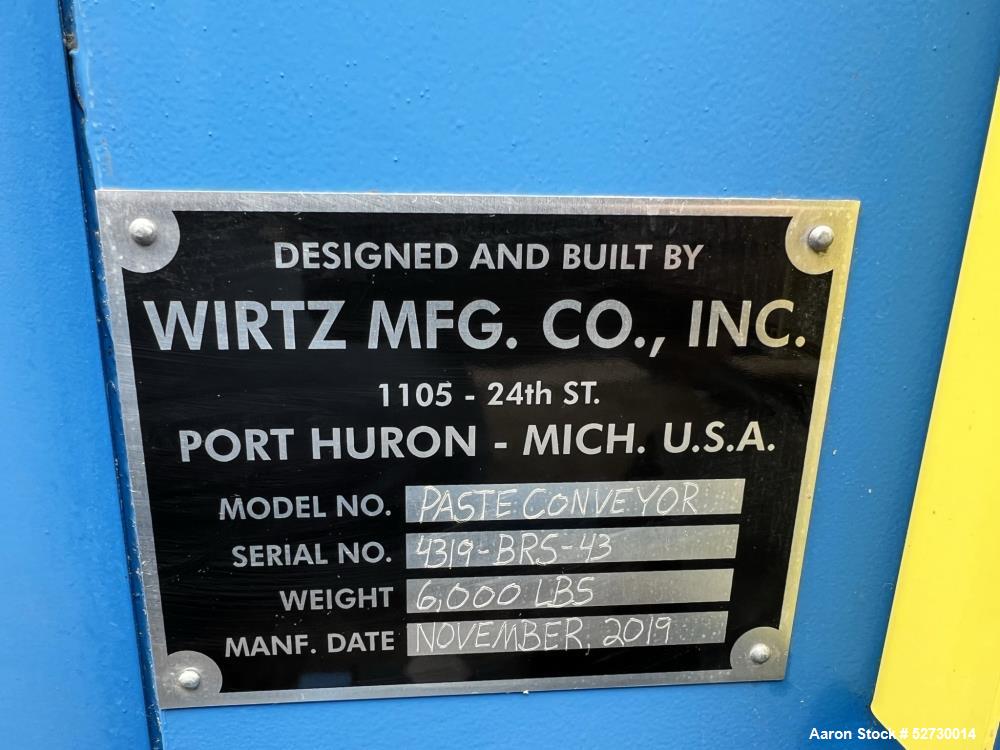 DESIGNED AND BUILT BY
WIRTZ MFG. CO., INC.
1105 - 24th ST.
PORT HURON - MICH. U.S.A.
MODEL NO. PASTE CONVEYOR
SERIAL NO. 4319-BRS-43
WEIGHT 6,000 LBS
MANF. DATE NOVEMBER, 2019
Aaron Stock # 52730014